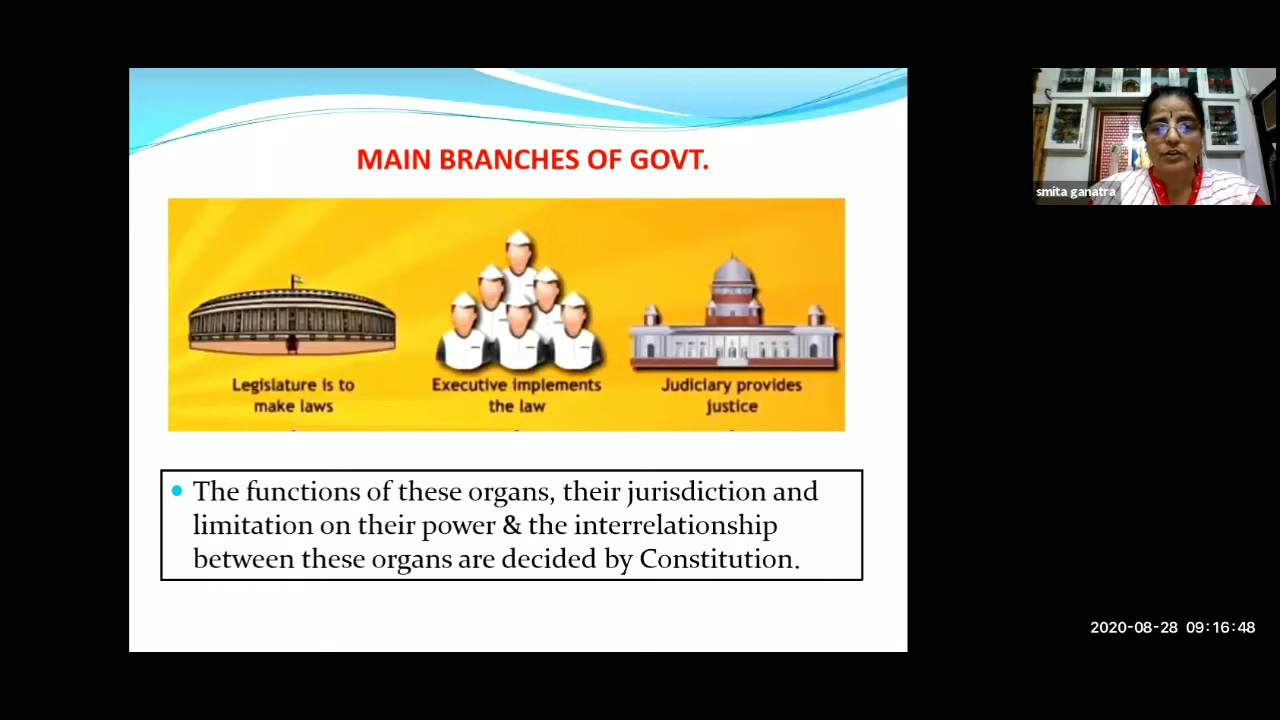 MAIN BRANCHES OF GOVT.
Legislature is to
make laws
Executive implements
the law
Judiciary provides
justice
• The functions of these organs, their jurisdiction and
limitation on their power & the interrelationship
between these organs are decided by Constitution.
smita ganatra
2020-08-28 09:16:48